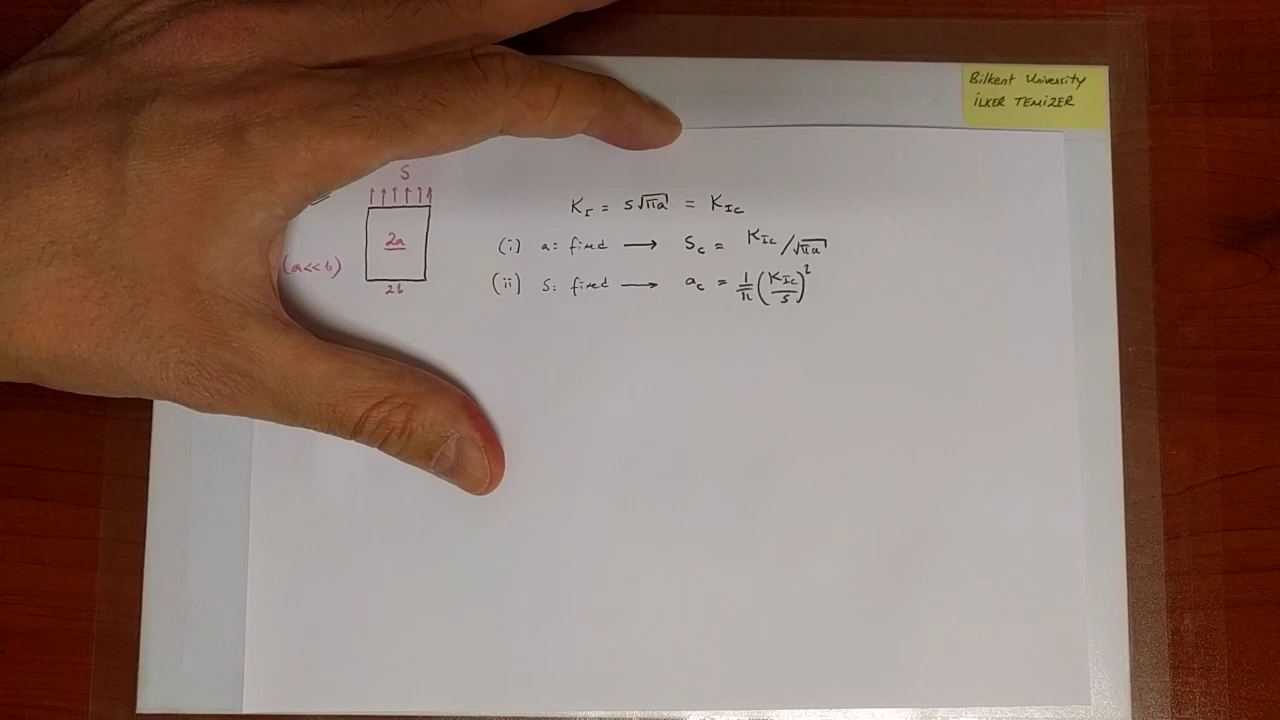 Bilkent University
İLKER TEMİZER
S
2a
(a<<b)
2b
K_I = S√πa = K_Ic
(i) a: fixed ⟶ S_c = K_Ic/√πa
(ii) S: fixed ⟶ a_c = 1/π (K_Ic/S)²